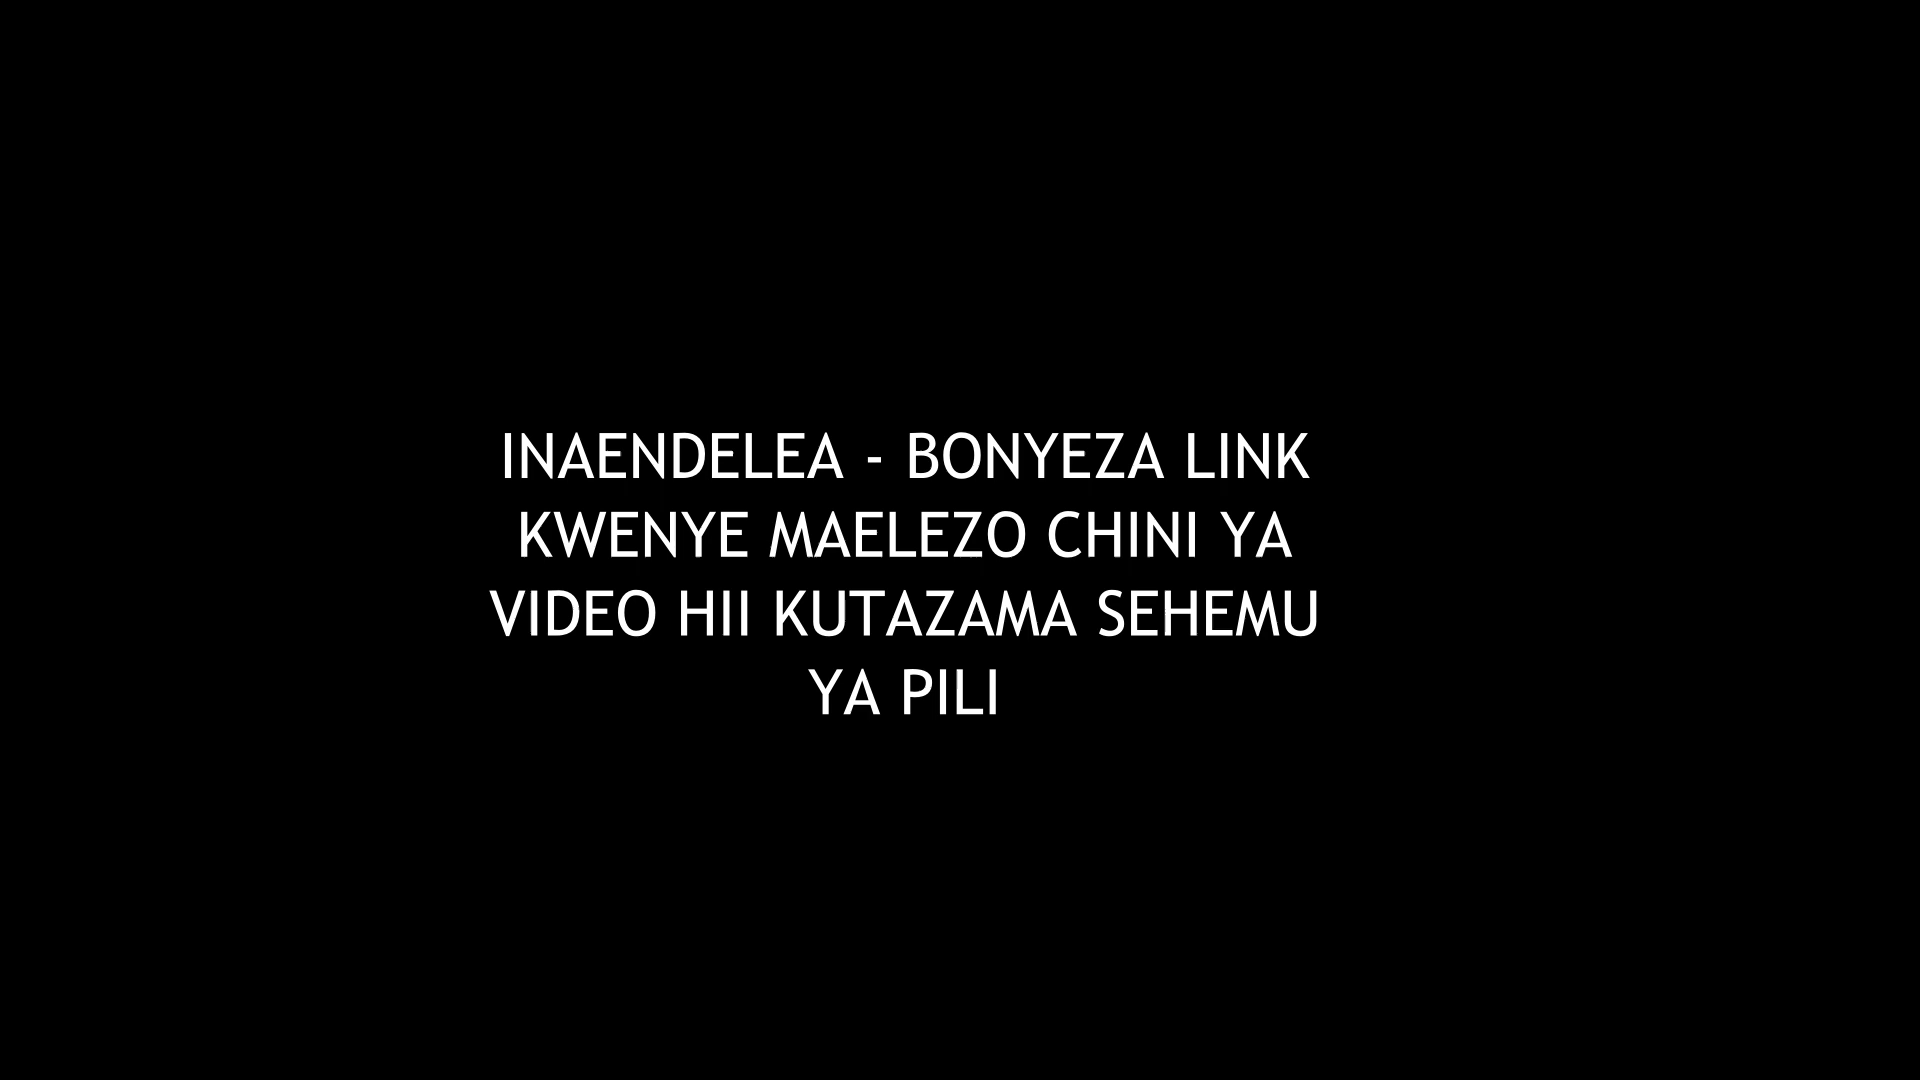 INAENDELEA - BONYEZA LINK
KWENYE MAELEZO CHINI YA
VIDEO HII KUTAZAMA SEHEMU
YA PILI